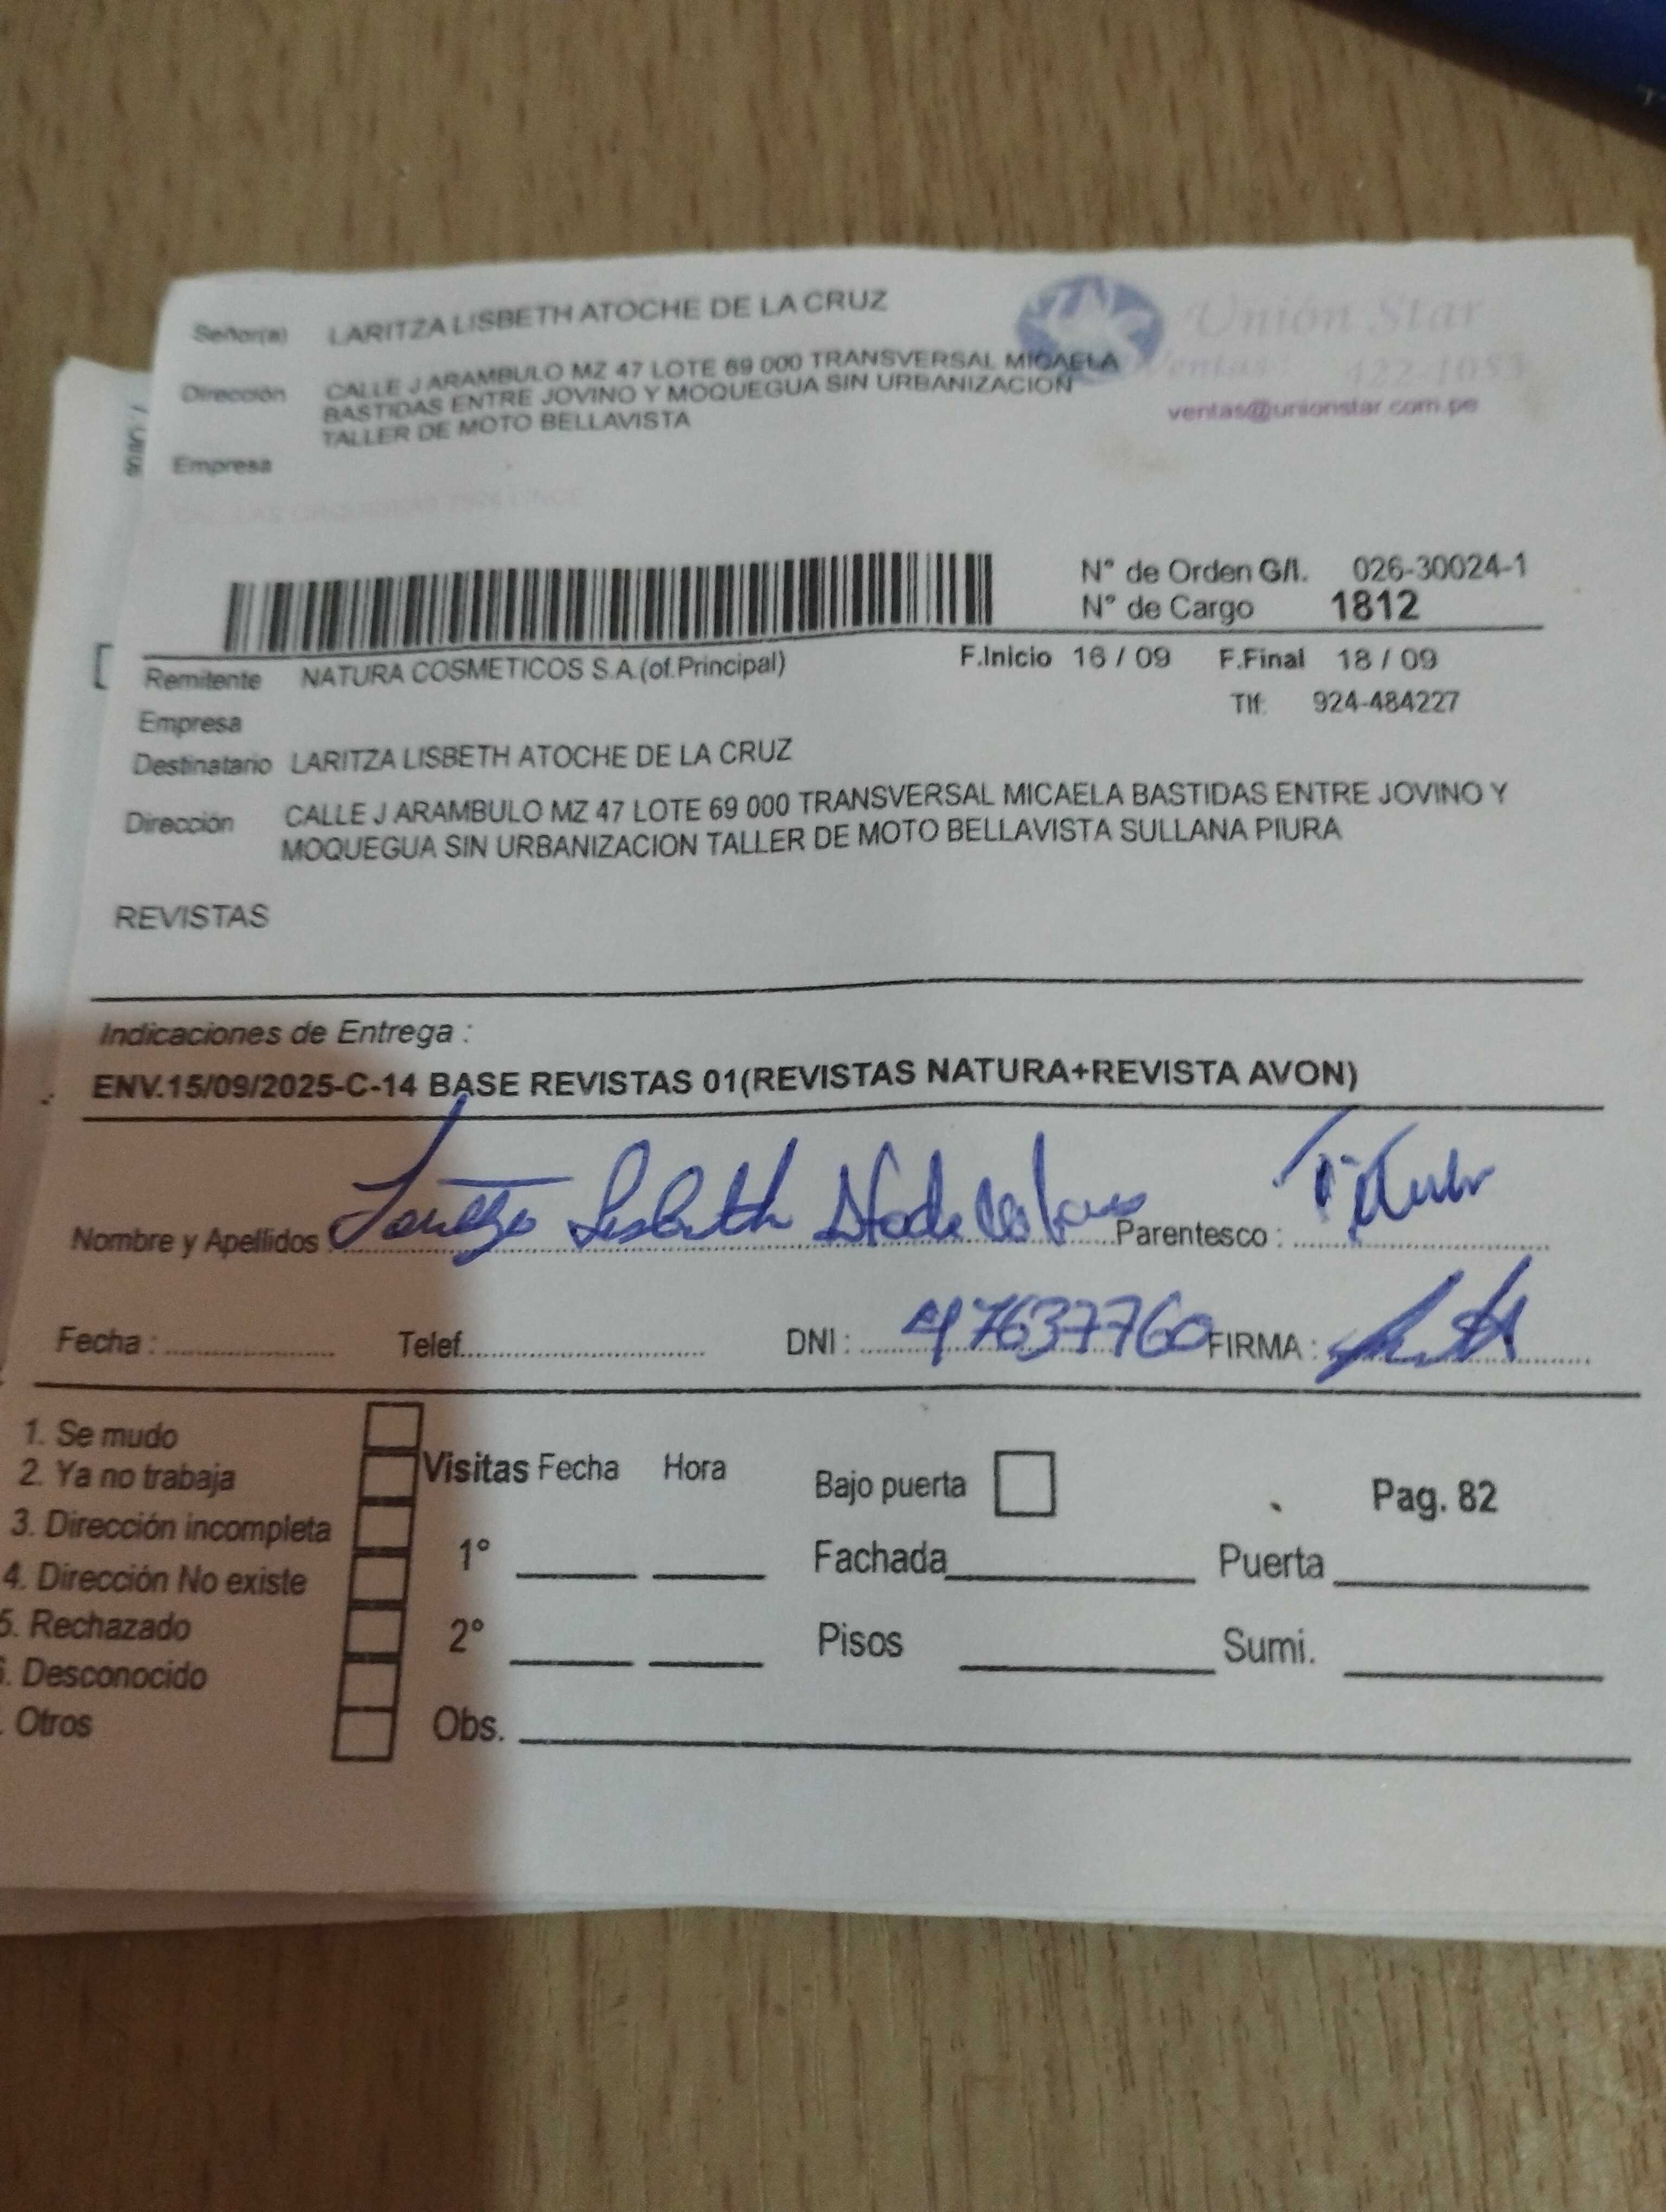 Señor(a) LARITZA LISBETH ATOCHE DE LA CRUZ
Unión Star
Ventas: 422-1053
ventas@unionstar.com.pe
Dirección CALLE J ARAMBULO MZ 47 LOTE 69 000 TRANSVERSAL MICAELA
BASTIDAS ENTRE JOVINO Y MOQUEGUA SIN URBANIZACION
TALLER DE MOTO BELLAVISTA
Empresa
N° de Orden G/I. 026-30024-1
N° de Cargo 1812
Remitente NATURA COSMETICOS S.A.(of.Principal) F.Inicio 16 / 09 F.Final 18 / 09
Tlf: 924-484227
Empresa
Destinatario LARITZA LISBETH ATOCHE DE LA CRUZ
Dirección CALLE J ARAMBULO MZ 47 LOTE 69 000 TRANSVERSAL MICAELA BASTIDAS ENTRE JOVINO Y
MOQUEGUA SIN URBANIZACION TALLER DE MOTO BELLAVISTA SULLANA PIURA
REVISTAS
Indicaciones de Entrega :
ENV.15/09/2025-C-14 BASE REVISTAS 01(REVISTAS NATURA+REVISTA AVON)
Nombre y Apellidos Lisbeth Parentesco :
Fecha : Telef. DNI : 47637760 FIRMA :
1. Se mudo
2. Ya no trabaja
3. Dirección incompleta
4. Dirección No existe
5. Rechazado
. Desconocido
. Otros
Visitas Fecha Hora
1°
2°
Obs.
Bajo puerta Pag. 82
Fachada Puerta
Pisos Sumi.